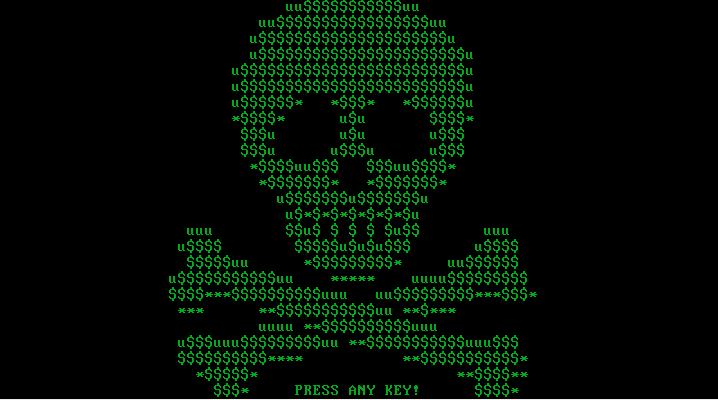 uu$$$$$$$$$$$uu
uu$$$$$$$$$$$$$$$$$uu
u$$$$$$$$$$$$$$$$$$$$$u
u$$$$$$$$$$$$$$$$$$$$$$$u
u$$$$$$$$$$$$$$$$$$$$$$$$$u
u$$$$$$$$$$$$$$$$$$$$$$$$$u
u$$$$$$*   *$$$*   *$$$$$$u
*$$$$*      u$u       $$$$*
$$$u       u$u       u$$$
$$$u      u$$$u      u$$$
*$$$$uu$$$   $$$uu$$$$*
*$$$$$$$*   *$$$$$$$*
u$$$$$$$u$$$$$$$u
u$*$*$*$*$*$*$u
uuu        $$u$ $ $ $ $u$$       uuu
u$$$$        $$$$$u$u$u$$$       u$$$$
$$$$$uu      *$$$$$$$$$*     uu$$$$$$
u$$$$$$$$$$$uu    *****    uuuu$$$$$$$$$
$$$$***$$$$$$$$$$uuu   uu$$$$$$$$$***$$$*
***      **$$$$$$$$$$$uu **$***
uuuu **$$$$$$$$$$uuu
u$$$uuu$$$$$$$$$uu **$$$$$$$$$$$uuu$$$
$$$$$$$$$$****           **$$$$$$$$$$$*
*$$$$$*                      **$$$$**
$$$*     PRESS ANY KEY!      $$$$*